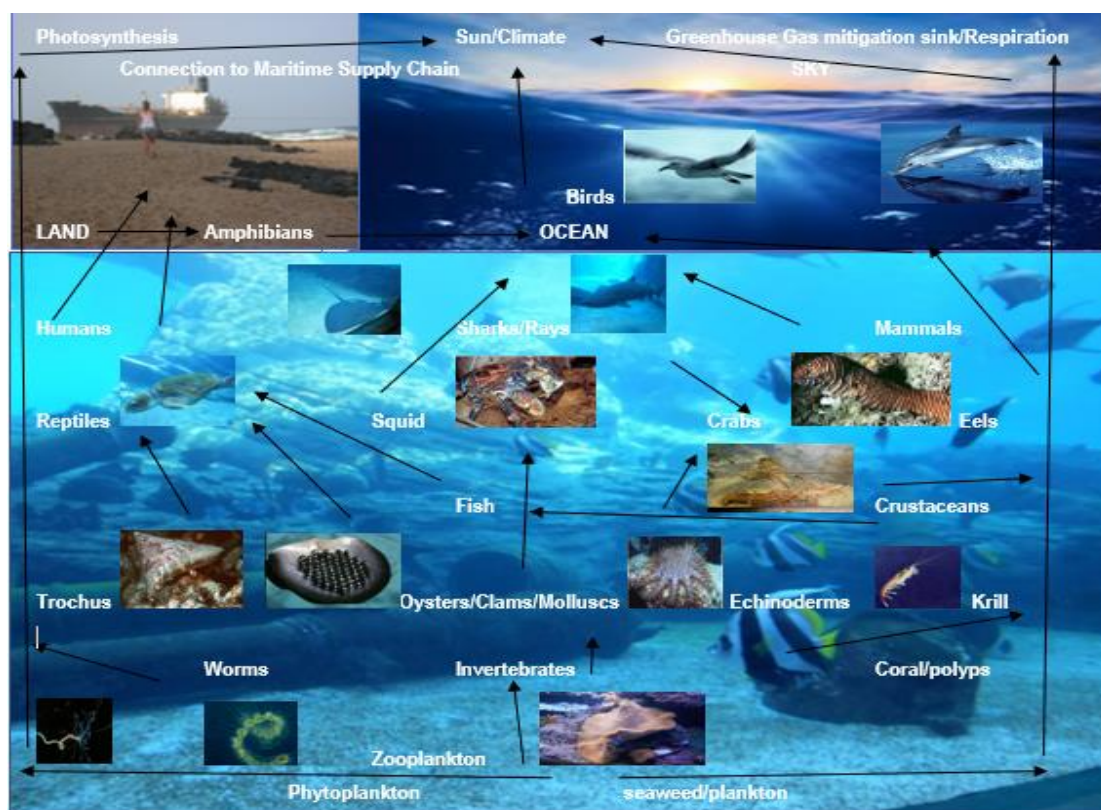 Photosynthesis Sun/Climate Greenhouse Gas mitigation sink/Respiration
Connection to Maritime Supply Chain SKY
Birds
LAND Amphibians OCEAN
Humans Sharks/Rays Mammals
Reptiles Squid Crabs Eels
Fish Crustaceans
Trochus Oysters/Clams/Molluscs Echinoderms Krill
Worms Invertebrates Coral/polyps
Zooplankton
Phytoplankton seaweed/plankton